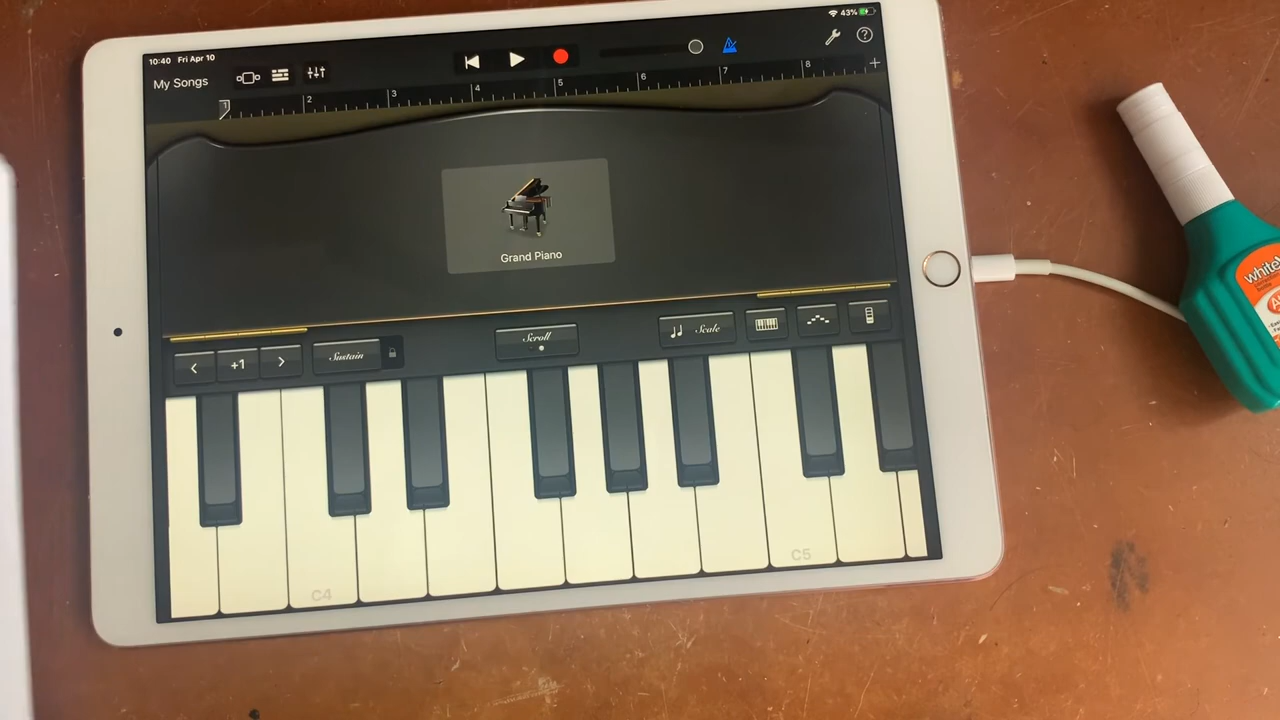 10:40 Fri Apr 10
43%
My Songs
1 2 3 4 5 6 7 8
Grand Piano
+1
Sustain
Scroll
Scale
C4
C5